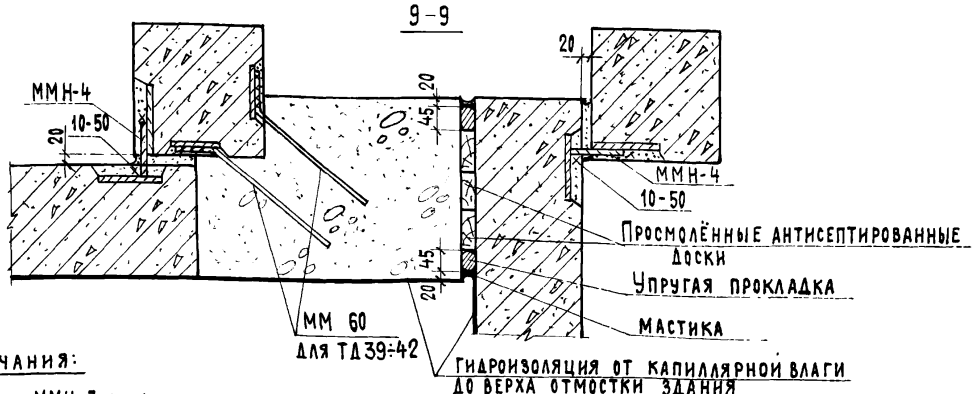 9-9
20
20
45
ММН-4
10-50
20
ММН-4
10-50
Просмолённые антисептированные
доски
45
20
Упругая прокладка
мастика
ММ 60
для ТД39÷42
Гидроизоляция от капиллярной влаги
до верха отмостки здания
чания: